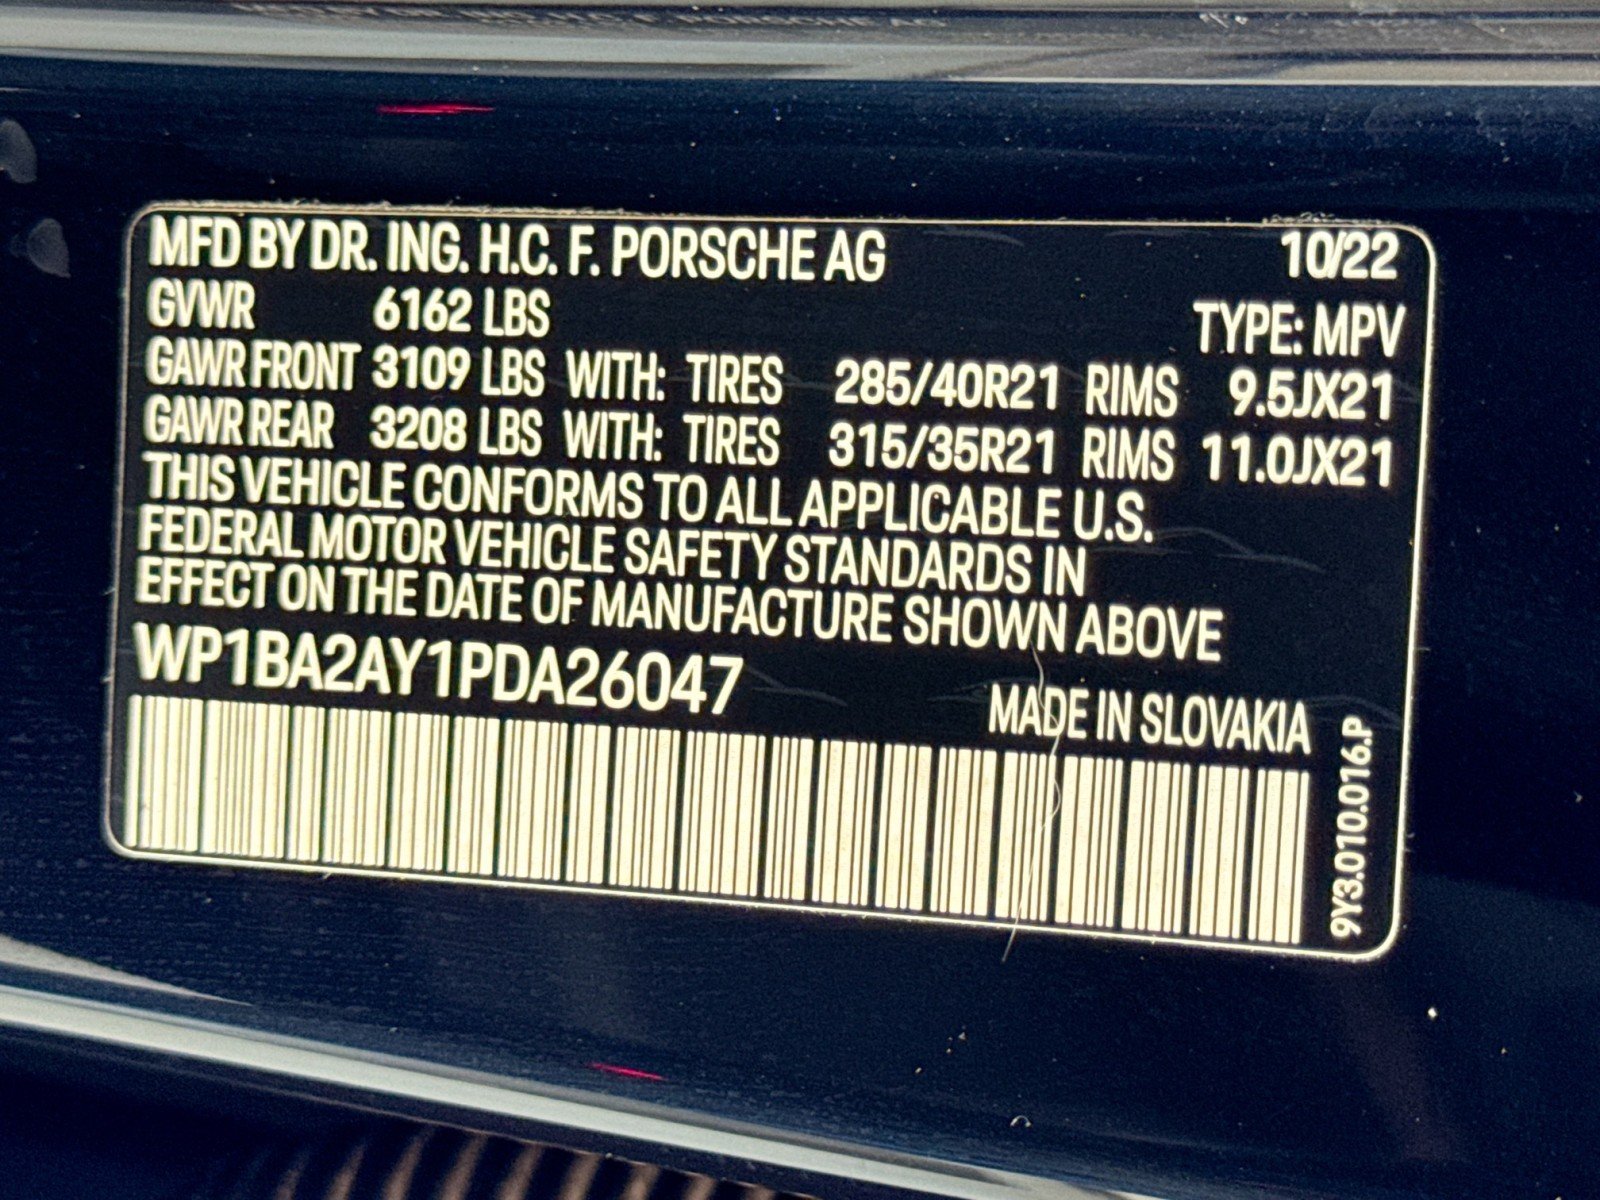 MFD BY DR. ING. H.C. F. PORSCHE AG 10/22
GVWR 6162 LBS TYPE: MPV
GAWR FRONT 3109 LBS WITH: TIRES 285/40R21 RIMS 9.5JX21
GAWR REAR 3208 LBS WITH: TIRES 315/35R21 RIMS 11.0JX21
THIS VEHICLE CONFORMS TO ALL APPLICABLE U.S.
FEDERAL MOTOR VEHICLE SAFETY STANDARDS IN
EFFECT ON THE DATE OF MANUFACTURE SHOWN ABOVE
WP1BA2AY1PDA26047
MADE IN SLOVAKIA
9Y3.010.016.P